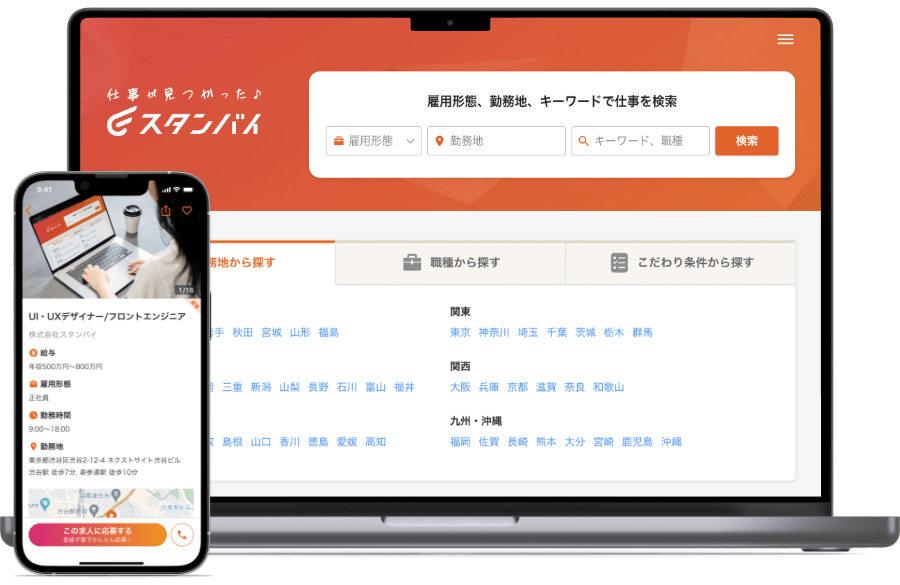 仕事が見つかった♪
スタンバイ
雇用形態、勤務地、キーワードで仕事を検索
雇用形態
勤務地
キーワード、職種
検索
務地から探す
職種から探す
こだわり条件から探す
手 秋田 宮城 山形 福島
関東
東京 神奈川 埼玉 千葉 茨城 栃木 群馬
三重 新潟 山梨 長野 石川 富山 福井
関西
大阪 兵庫 京都 滋賀 奈良 和歌山
島根 山口 香川 徳島 愛媛 高知
九州・沖縄
福岡 佐賀 長崎 熊本 大分 宮崎 鹿児島 沖縄
9:41
1/16
UI・UXデザイナー/フロントエンジニア
株式会社スタンバイ
給与
年収500万円〜800万円
雇用形態
正社員
勤務時間
9:00〜18:00
勤務地
東京都渋谷区渋谷2-12-4 ネクストサイト渋谷ビル
渋谷駅 徒歩7分, 表参道駅 徒歩10分
この求人に応募する
登録不要でかんたん応募！